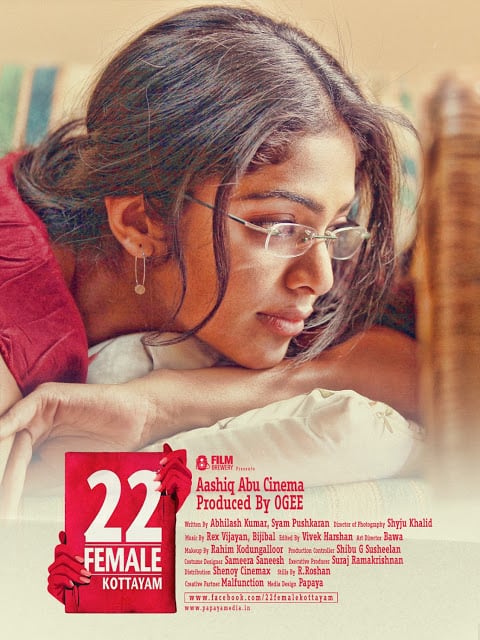 22
FEMALE
KOTTAYAM
8 FILM
BREWERY Presents
Aashiq Abu Cinema
Produced By OGEE
Written By Abhilash Kumar, Syam Pushkaran Director of Photography Shyju Khalid
Music By Rex Vijayan, Bijibal Edited By Vivek Harshan Art Director Bawa
Makeup By Rahim Kodungalloor Production Controller Shibu G Susheelan
Costume Designer Sameera Saneesh Executive Producer Suraj Ramakrishnan
Distribution Shenoy Cinemax Stills By R.Roshan
Creative Partner Malfunction Media Design Papaya
www.facebook.com/22femalekottayam
www.papayamedia.in